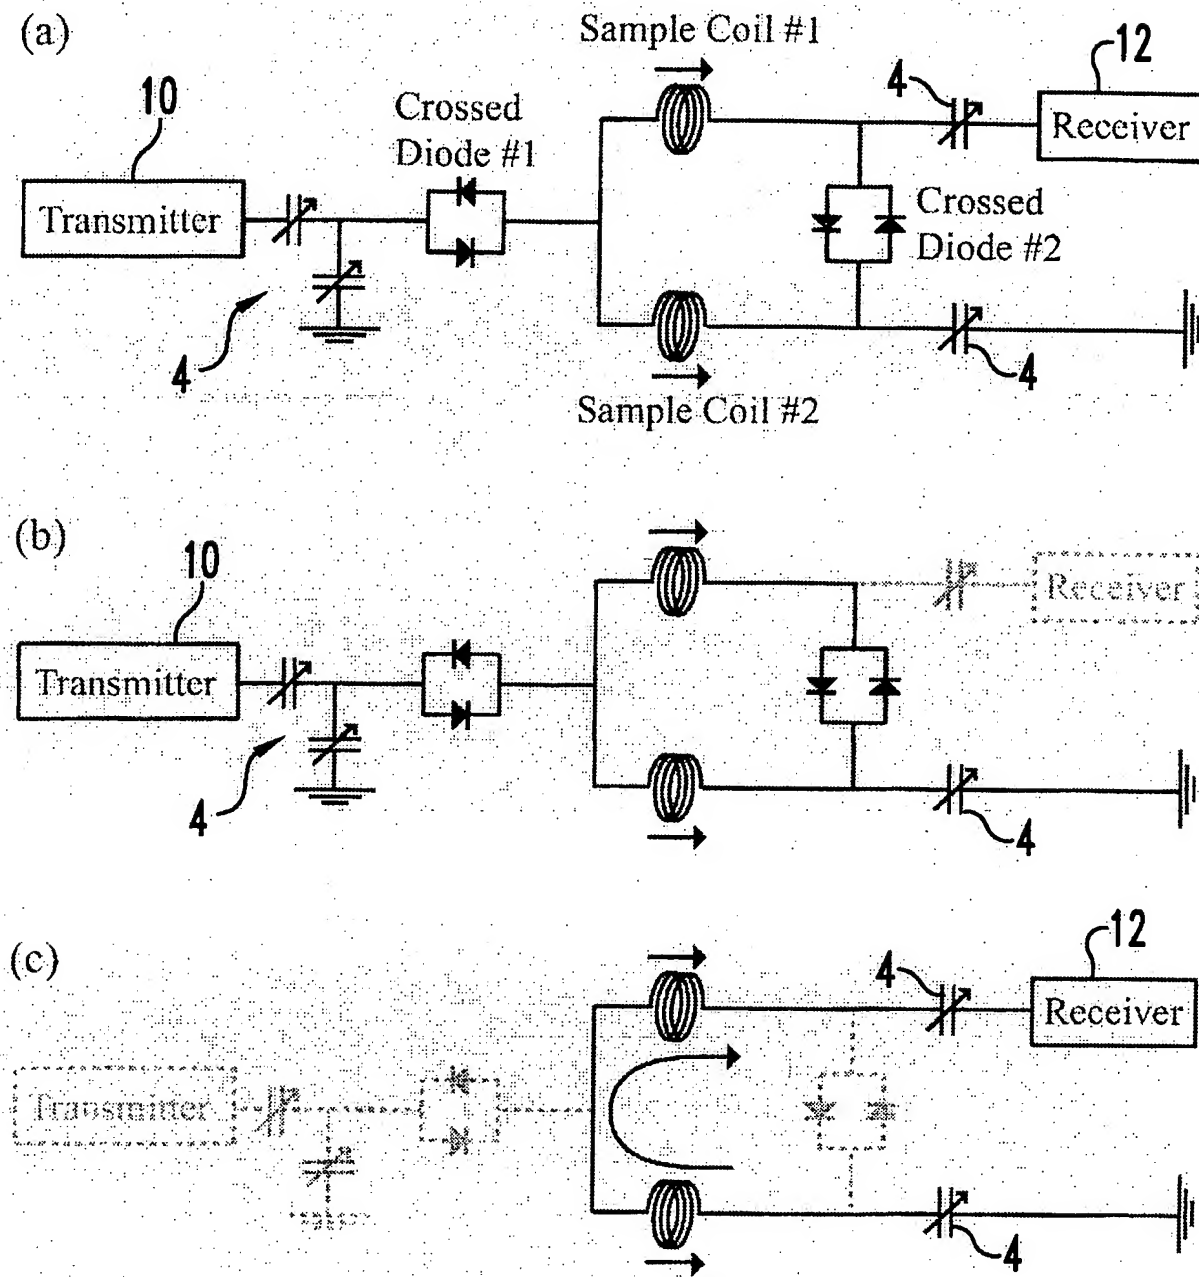 (a)
Sample Coil #1
12
4
10
Crossed
Diode #1
Receiver
Transmitter
Crossed
Diode #2
4
4
Sample Coil #2
(b)
10
Receiver
Transmitter
4
4
(c)
12
4
Receiver
Transmitter
4